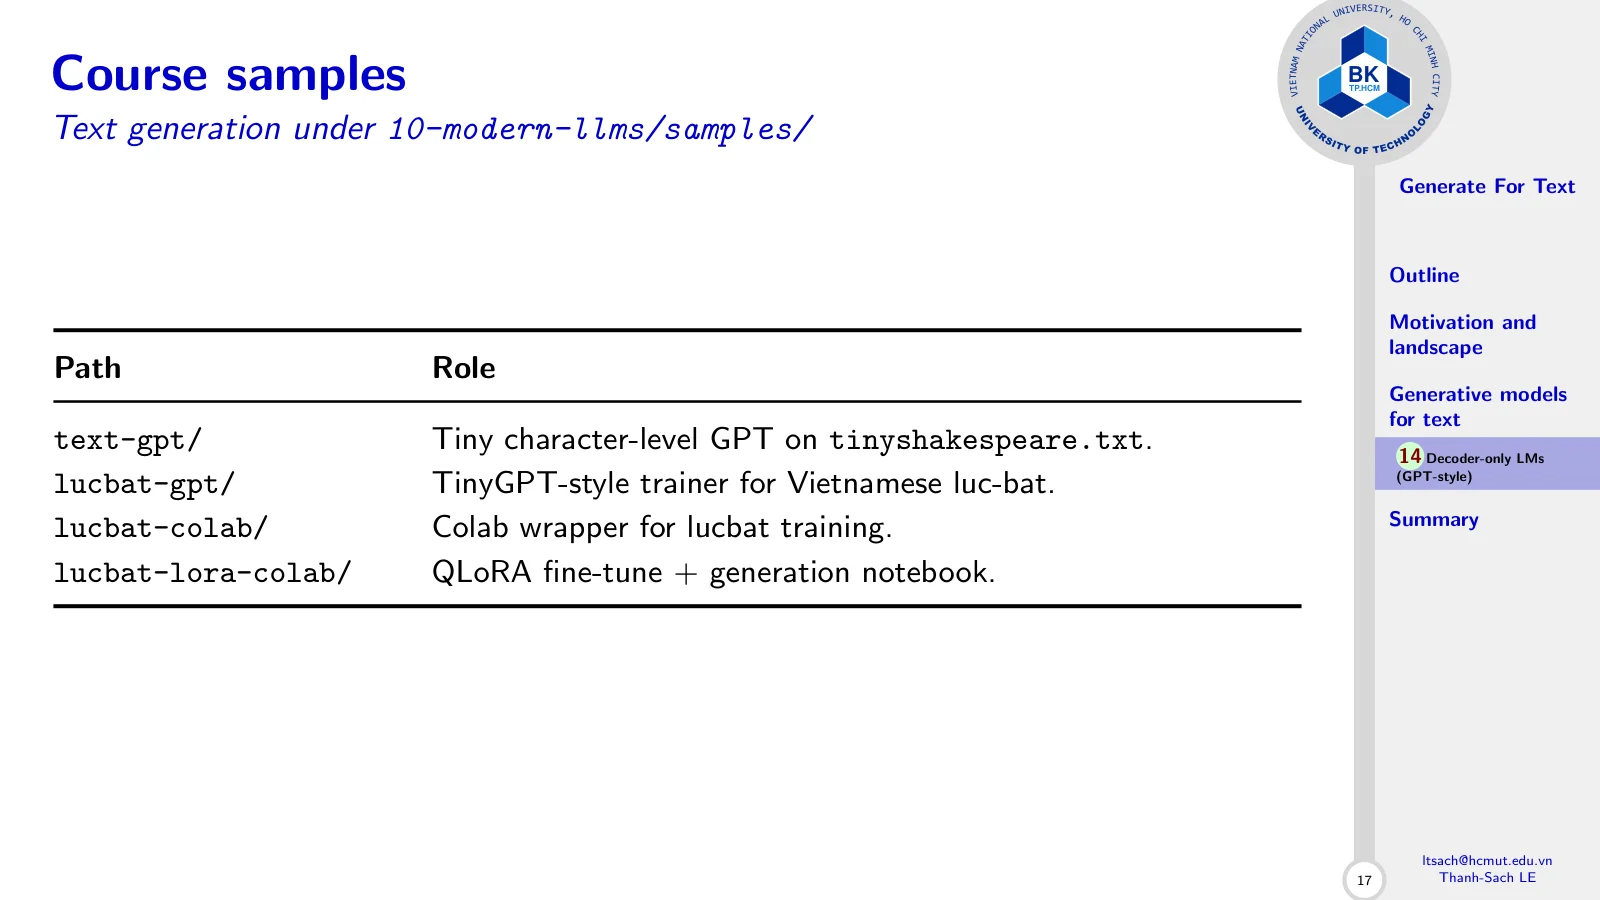 Course samples
Text generation under 10-modern-llms/samples/
Path Role
text-gpt/ Tiny character-level GPT on tinyshakespeare.txt.
lucbat-gpt/ TinyGPT-style trainer for Vietnamese luc-bat.
lucbat-colab/ Colab wrapper for lucbat training.
lucbat-lora-colab/ QLoRA fine-tune + generation notebook.
VIETNAM NATIONAL UNIVERSITY, HO CHI MINH CITY
BK
TP.HCM
UNIVERSITY OF TECHNOLOGY
Generate For Text
Outline
Motivation and
landscape
Generative models
for text
14 Decoder-only LMs
(GPT-style)
Summary
ltsach@hcmut.edu.vn
Thanh-Sach LE
17